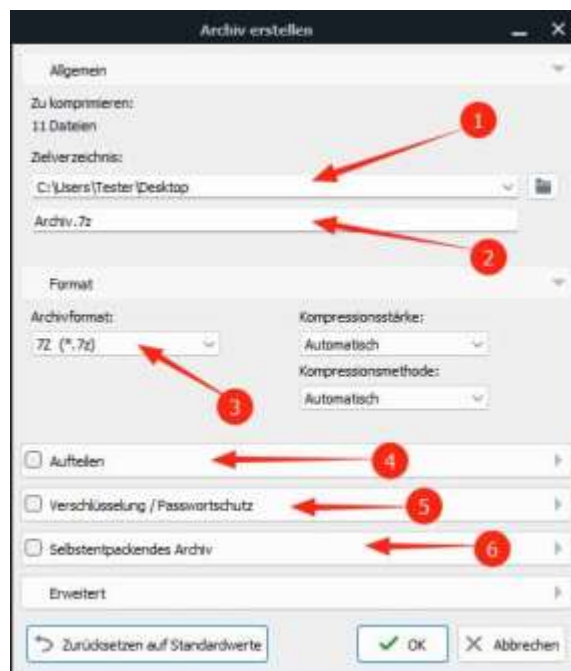 Archiv erstellen
Allgemein
Zu komprimieren:
11 Dateien
1
Zielverzeichnis:
C:\Users\Tester\Desktop
Archiv.7z
2
Format
Archivformat:
Kompressionsstärke:
7Z (*.7z)
Automatisch
Kompressionsmethode:
3
Automatisch
Aufteilen
4
Verschlüsselung / Passwortschutz
5
Selbstentpackendes Archiv
6
Erweitert
Zurücksetzen auf Standardwerte
OK
Abbrechen